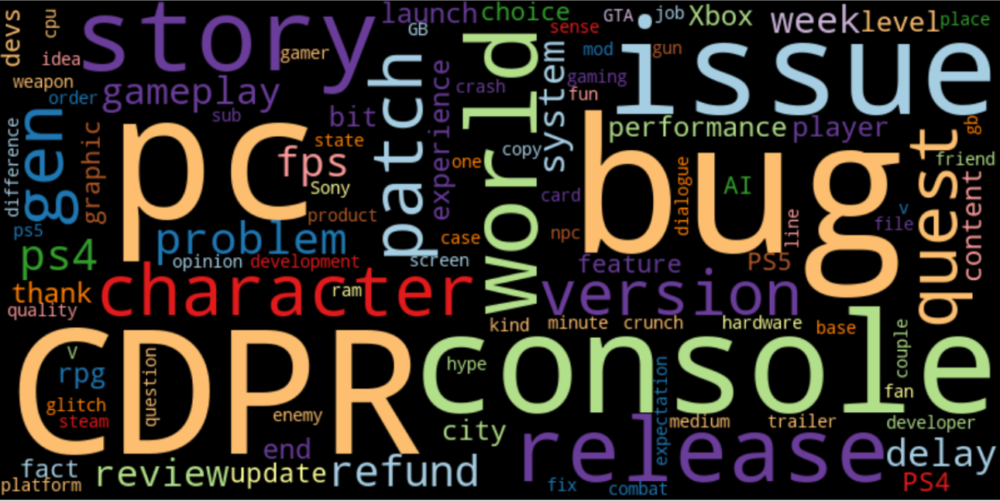 devs
cpu
story
launch
choice
GB
sense
GTA
job
Xbox
week
level
place
idea
gamer
mod
gun
issue
weapon
gameplay
patch
experience
crash
world
system
gaming
fun
order
sub
bit
performance
player
difference
gen
graphic
pc
state
fps
Sony
copy
one
bug
dialogue
AI
quest
gb
friend
content
ps5
problem
product
case
card
npc
line
v
file
ps4
opinion
development
screen
feature
PS5
thank
character
ram
version
quality
kind
minute
crunch
hardware
base
couple
CDPR
console
V
rpg
question
hype
glitch
steam
enemy
expectation
fan
city
medium
trailer
developer
end
release
delay
fact
review
update
refund
platform
fix
combat
PS4